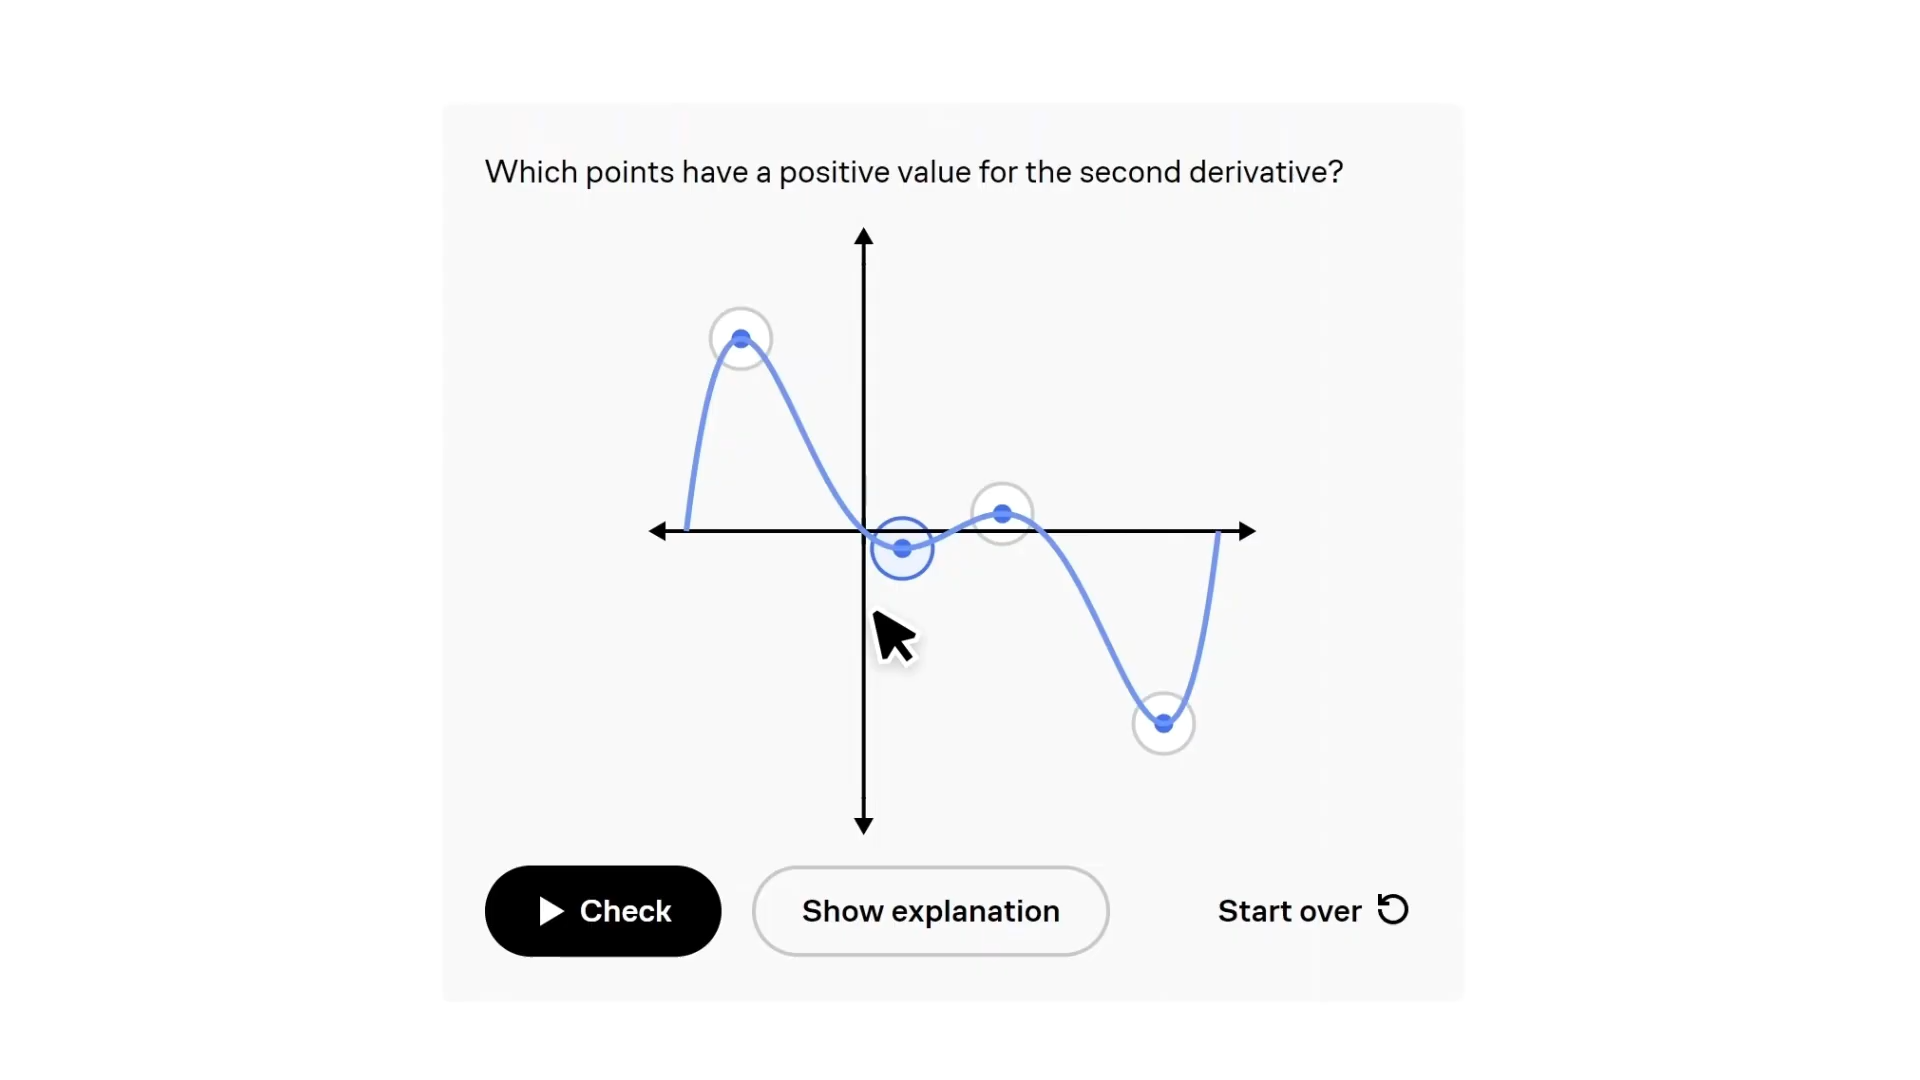 Which points have a positive value for the second derivative?
Check
Show explanation
Start over